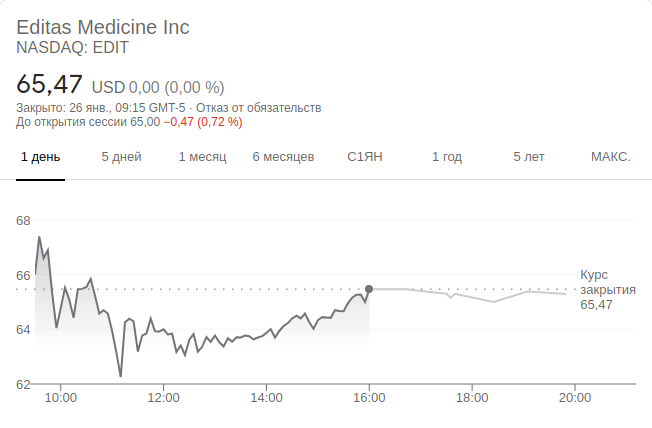 Editas Medicine Inc
NASDAQ: EDIT
65,47 USD 0,00 (0,00 %)
Закрыто: 26 янв., 09:15 GMT-5 · Отказ от обязательств
До открытия сессии 65,00 −0,47 (0,72 %)
1 день 5 дней 1 месяц 6 месяцев С1ЯН 1 год 5 лет МАКС.
68
66
64
62
Курс
закрытия
65,47
10:00 12:00 14:00 16:00 18:00 20:00